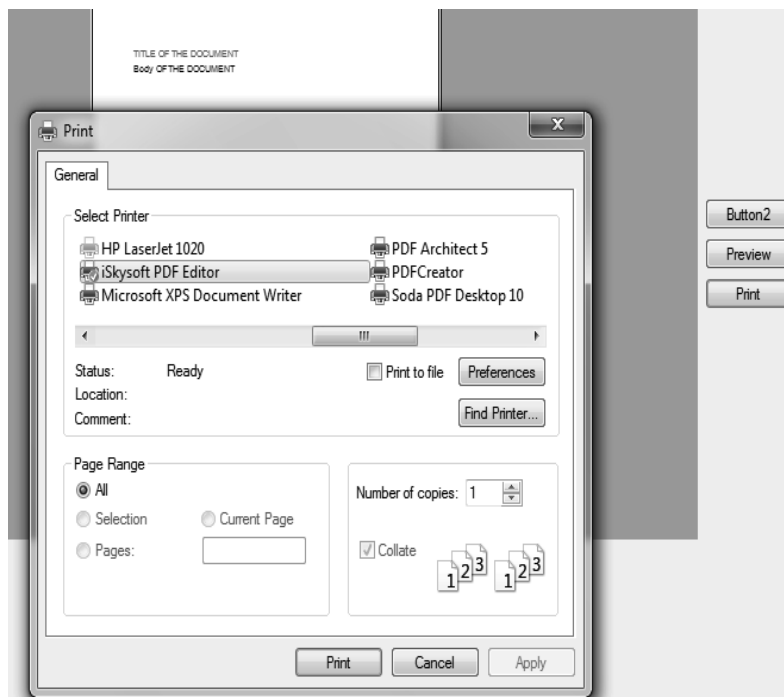 TITLE OF THE DOCUMENT
Body OF THE DOCUMENT
Print
X
General
Select Printer
HP LaserJet 1020
PDF Architect 5
iSkysoft PDF Editor
PDFCreator
Microsoft XPS Document Writer
Soda PDF Desktop 10
Status: Ready
Print to file
Preferences
Location:
Comment:
Find Printer...
Page Range
All
Selection
Current Page
Pages:
Number of copies: 1
Collate
1 2 3 1 2 3
Print
Cancel
Apply
Button2
Preview
Print